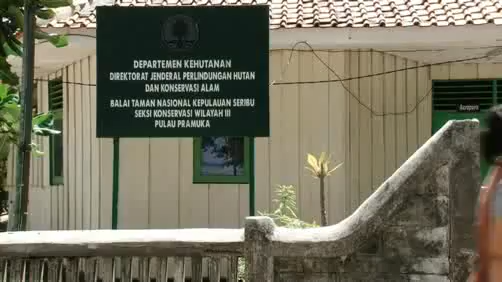 DEPARTEMEN KEHUTANAN
DIREKTORAT JENDERAL PERLINDUNGAN HUTAN
DAN KONSERVASI ALAM
BALAI TAMAN NASIONAL KEPULAUAN SERIBU
SEKSI KONSERVASI WILAYAH III
PULAU PRAMUKA